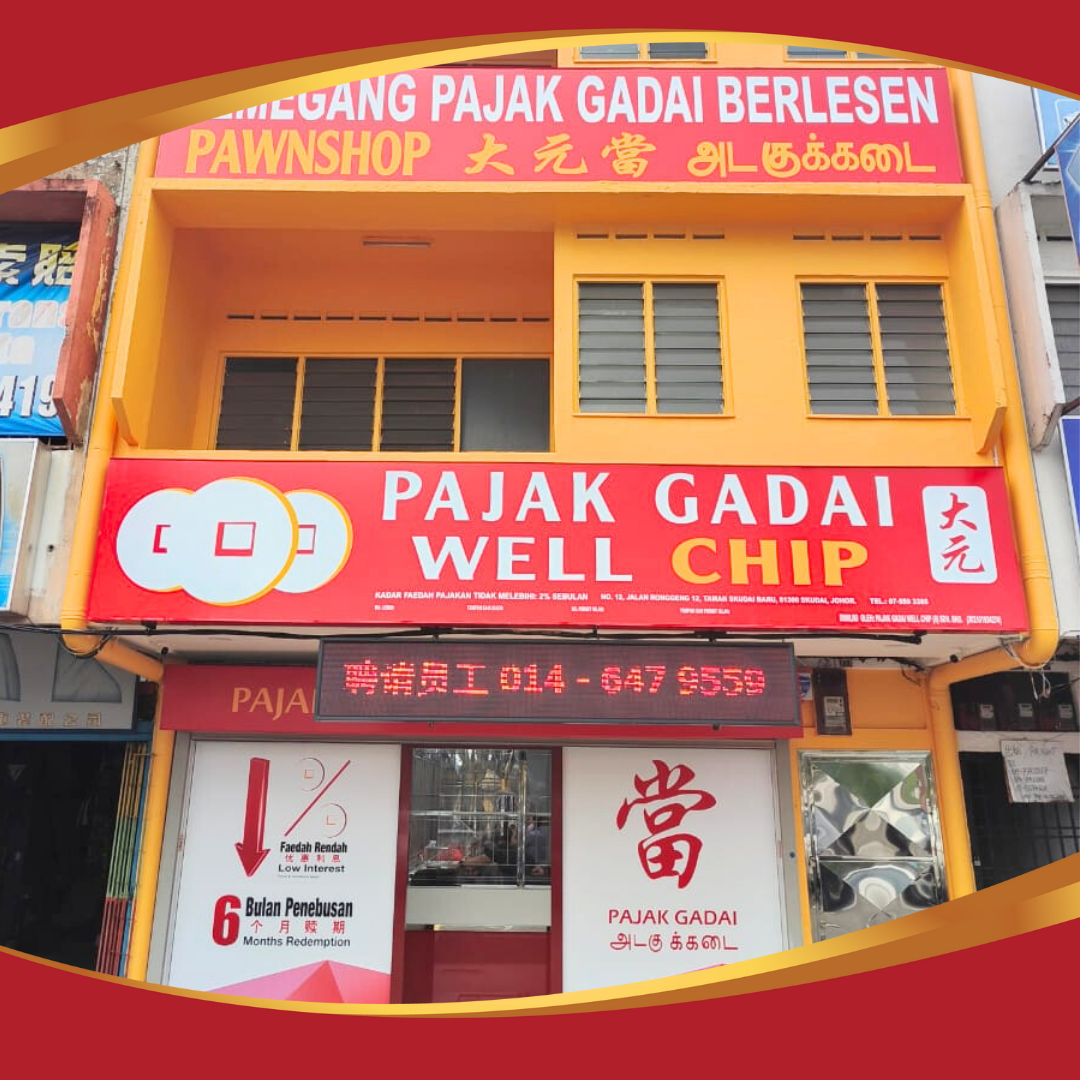 PAJAK GADAI BERLESEN
PAWNSHOP 大元當 அடகுக்கடை
PAJAK GADAI
WELL CHIP
大元
KADAR FAEDAH PAJAKAN TIDAK MELEBIHI: 2% SEBULAN NO. 12, JALAN RONGGENG 12, TAMAN SKUDAI BARU, 81300 SKUDAI, JOHOR. TEL.:
聘请员工 014 - 647 9559
Faedah Rendah
优惠利息
Low Interest
6 Bulan Penebusan
个月赎期
Months Redemption
當
PAJAK GADAI
அடகு க்கடை
419